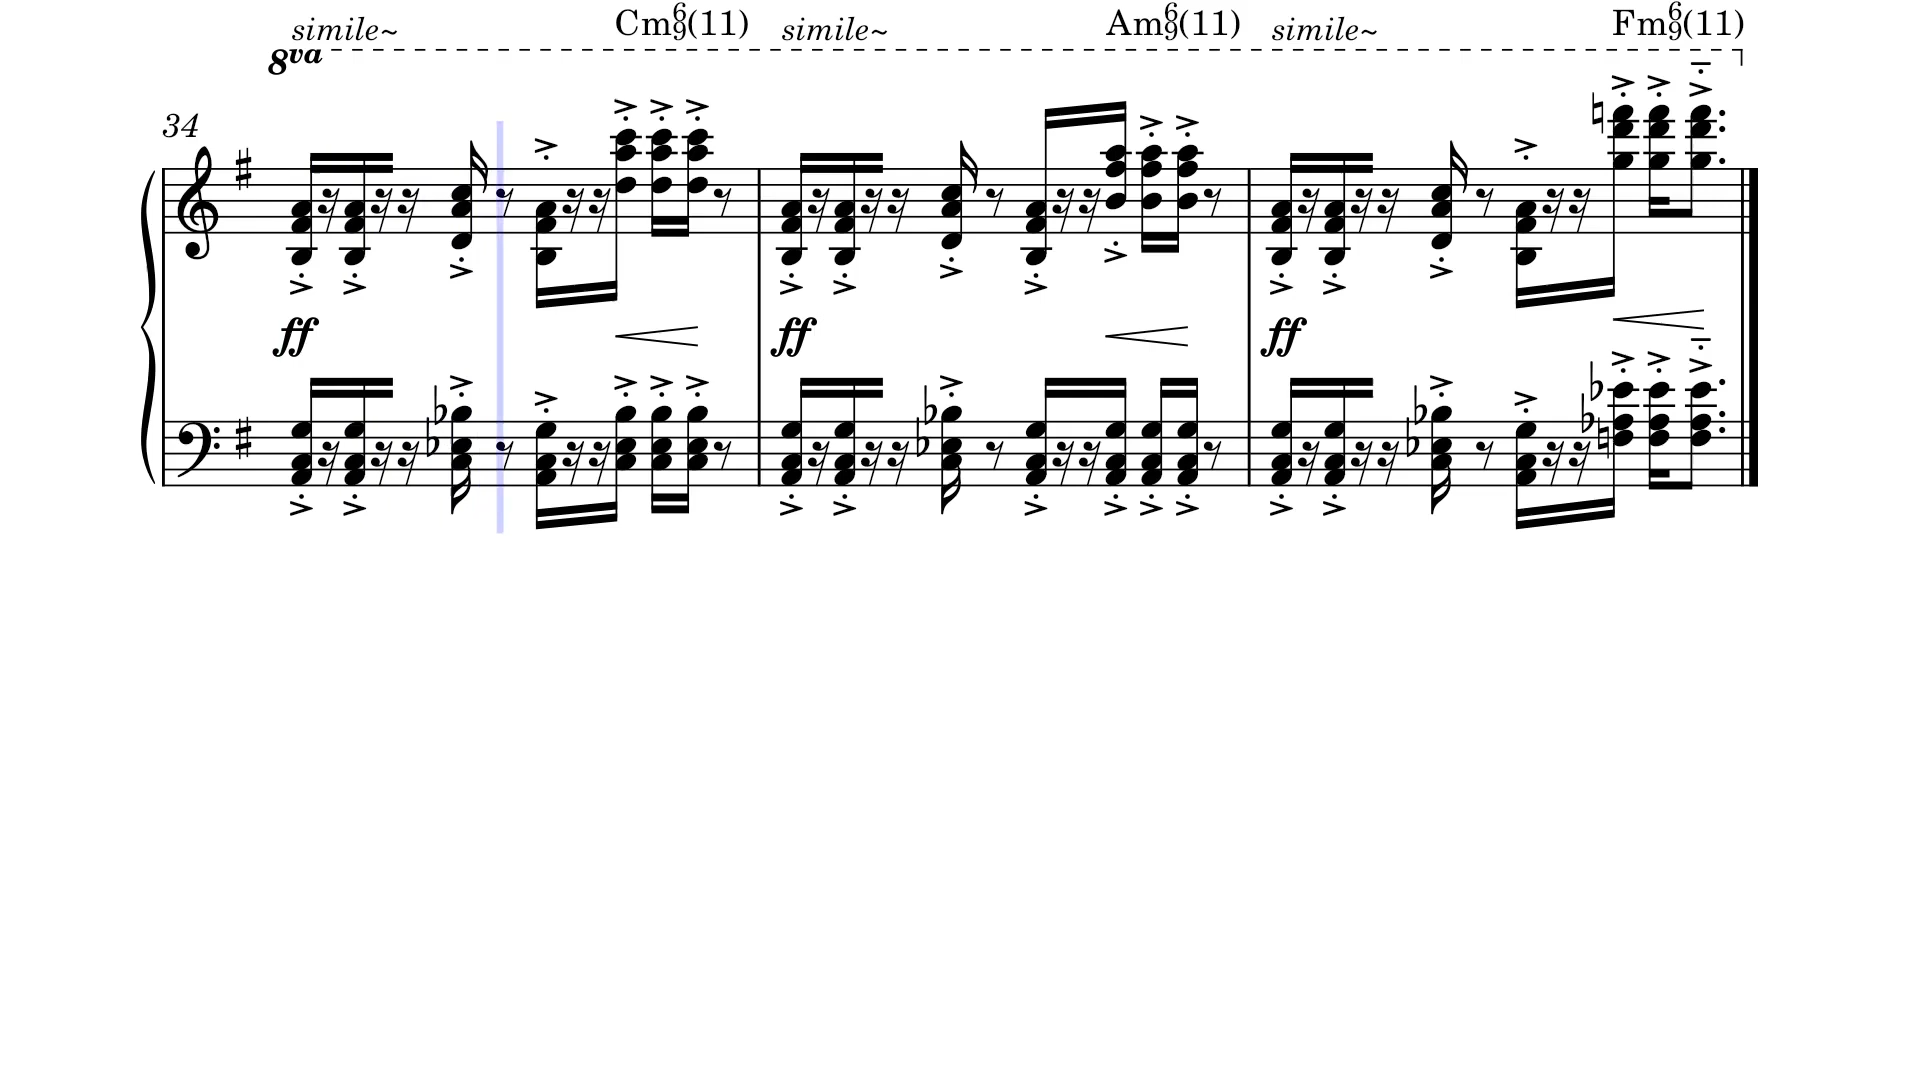 simile~ Cm6/9(11) simile~ Am6/9(11) simile~ Fm6/9(11)
8va
34
ff ff ff